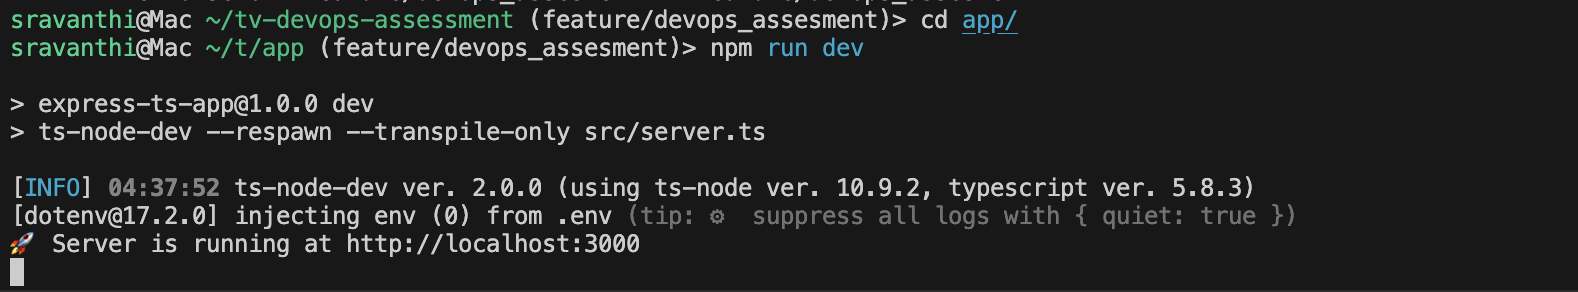 sravanthi@Mac ~/tv-devops-assessment (feature/devops_assesment)> cd app/
sravanthi@Mac ~/t/app (feature/devops_assesment)> npm run dev
> express-ts-app@1.0.0 dev
> ts-node-dev --respawn --transpile-only src/server.ts
[INFO] 04:37:52 ts-node-dev ver. 2.0.0 (using ts-node ver. 10.9.2, typescript ver. 5.8.3)
[dotenv@17.2.0] injecting env (0) from .env (tip: ⚙ suppress all logs with { quiet: true })
🚀 Server is running at http://localhost:3000